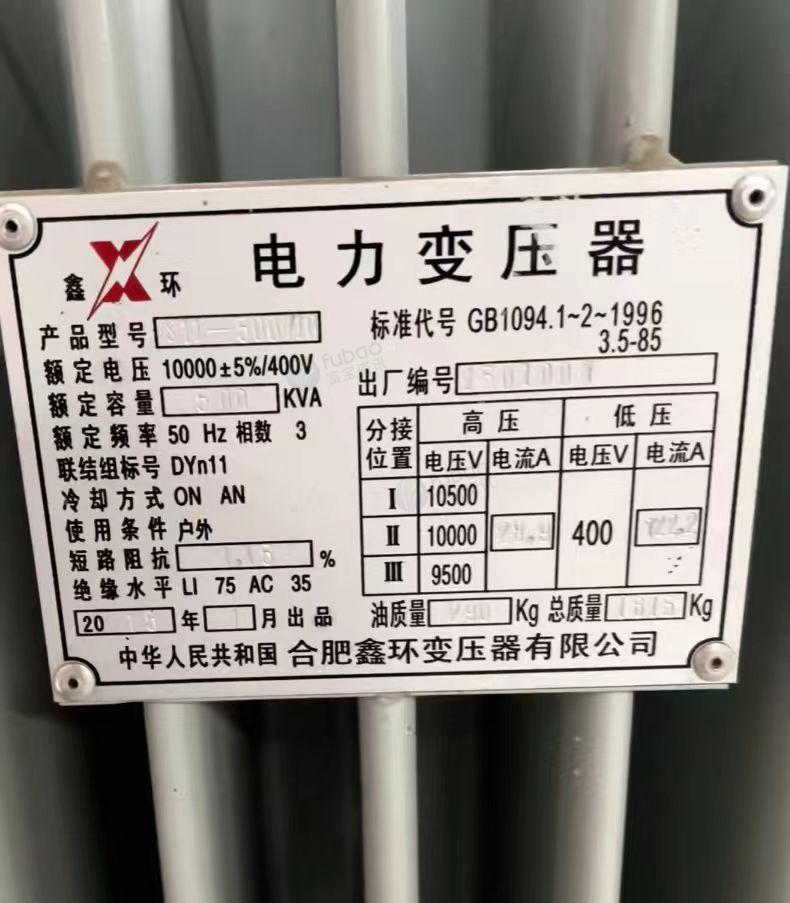 鑫 环
电力变压器
产品型号
标准代号 GB1094.1~2~1996
3.5-85
额定电压 10000±5%/400V
出厂编号
额定容量 500 KVA
额定频率 50 Hz 相数 3
联结组标号 DYn11
冷却方式 ON AN
使用条件 户外
短路阻抗 %
绝缘水平 LI 75 AC 35
20 15 年 1 月出品
分接位置 高压 低压
电压V 电流A 电压V 电流A
I 10500
II 10000 28.9 400
III 9500
油质量 Kg 总质量 1615 Kg
中华人民共和国 合肥鑫环变压器有限公司
fubao